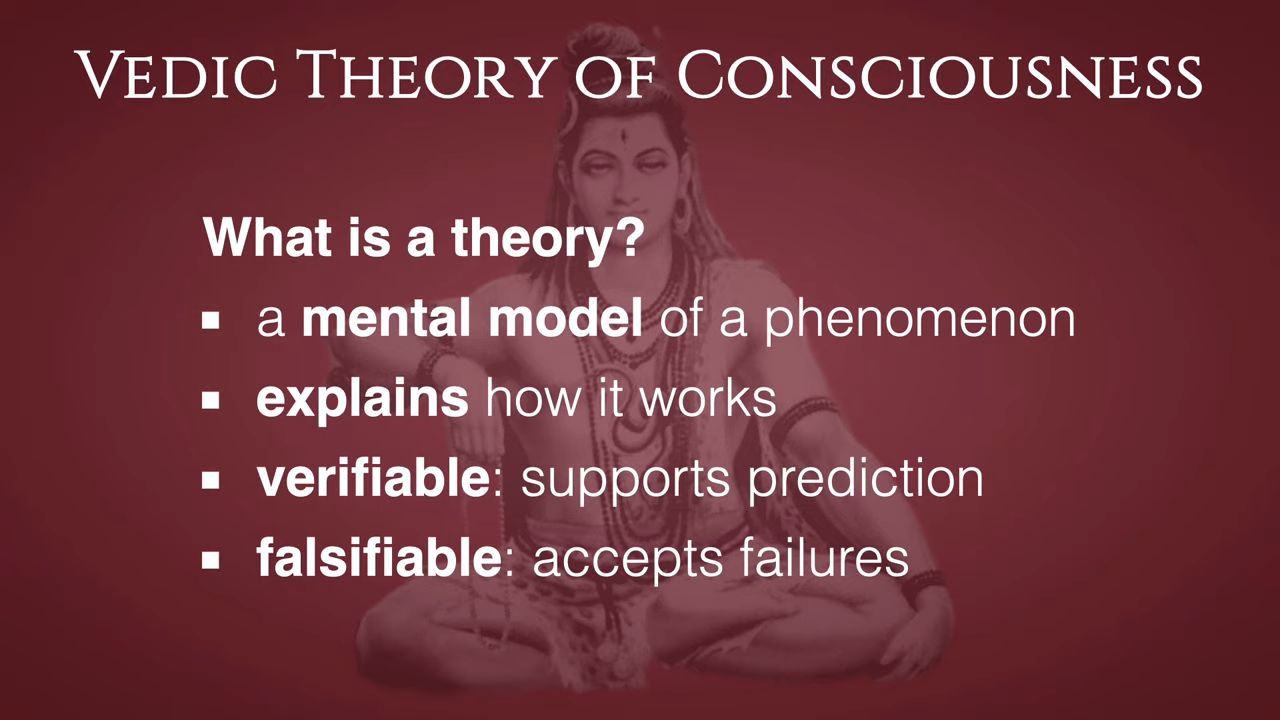 VEDIC THEORY OF CONSCIOUSNESS
What is a theory?
▪ a mental model of a phenomenon
▪ explains how it works
▪ verifiable: supports prediction
▪ falsifiable: accepts failures